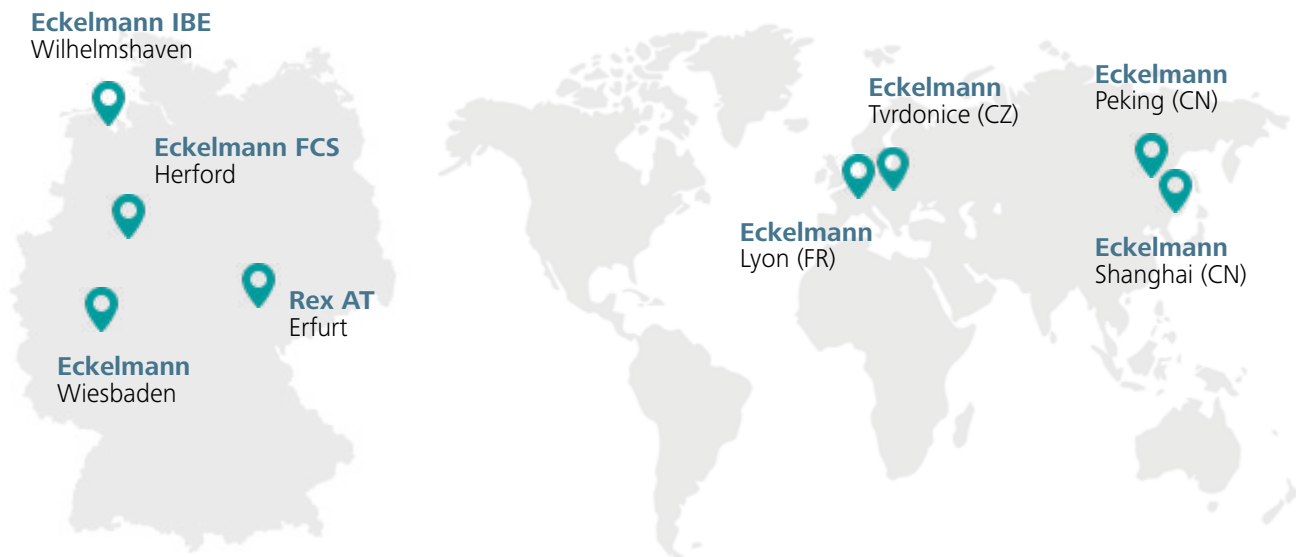 Eckelmann IBE
Wilhelmshaven
Eckelmann FCS
Herford
Rex AT
Erfurt
Eckelmann
Wiesbaden
Eckelmann
Tvrdonice (CZ)
Eckelmann
Peking (CN)
Eckelmann
Lyon (FR)
Eckelmann
Shanghai (CN)